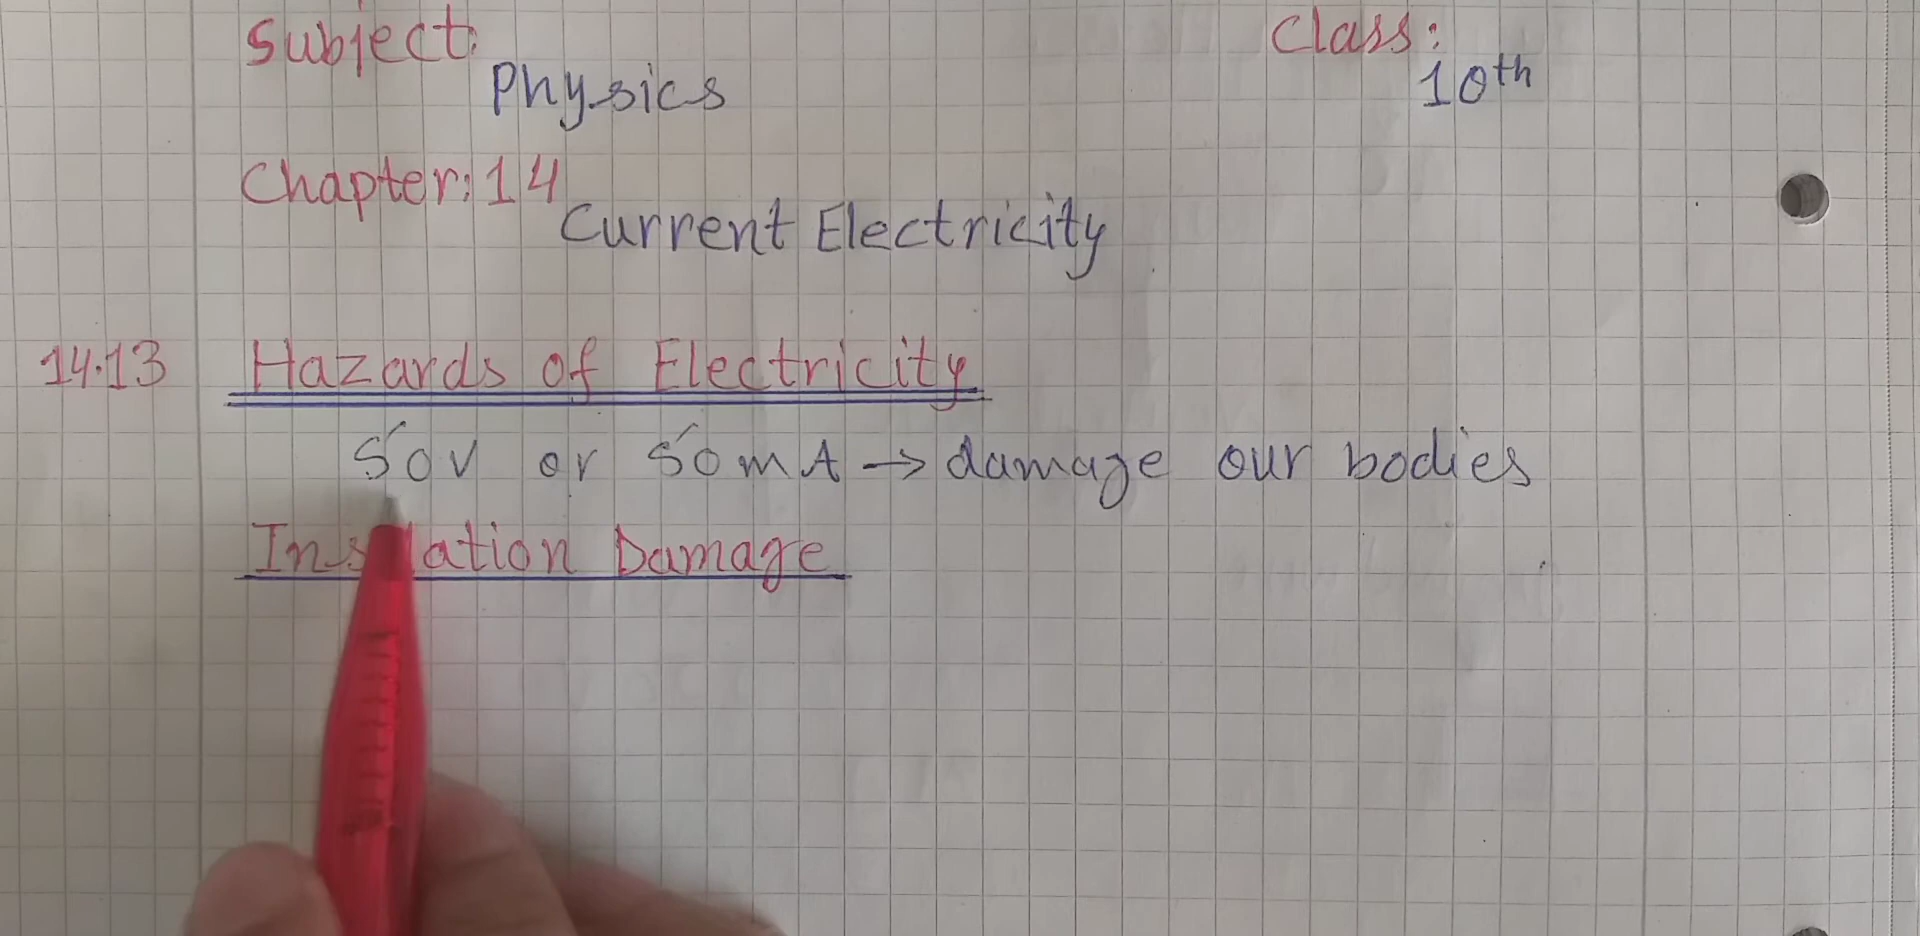 Subject:
Physics
Class:
10th
Chapter: 14
Current Electricity
14.13 Hazards of Electricity
50V or 50mA → damage our bodies
Damage